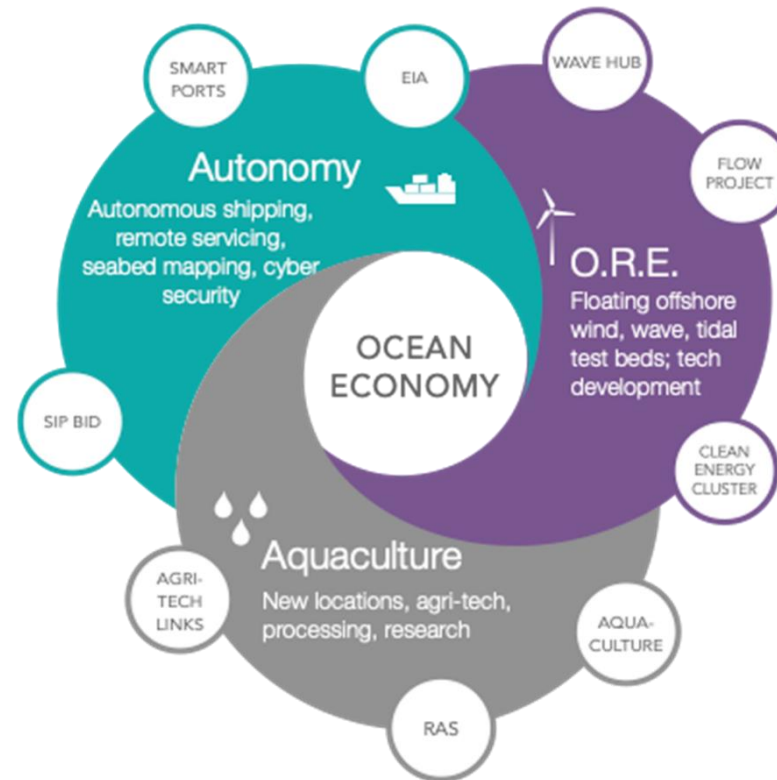 SMART
PORTS
EIA
WAVE HUB
FLOW
PROJECT
Autonomy
Autonomous shipping,
remote servicing,
seabed mapping, cyber
security
O.R.E.
Floating offshore
wind, wave, tidal
test beds; tech
development
OCEAN
ECONOMY
SIP BID
CLEAN
ENERGY
CLUSTER
Aquaculture
New locations, agri-tech,
processing, research
AGRI-
TECH
LINKS
AQUA-
CULTURE
RAS